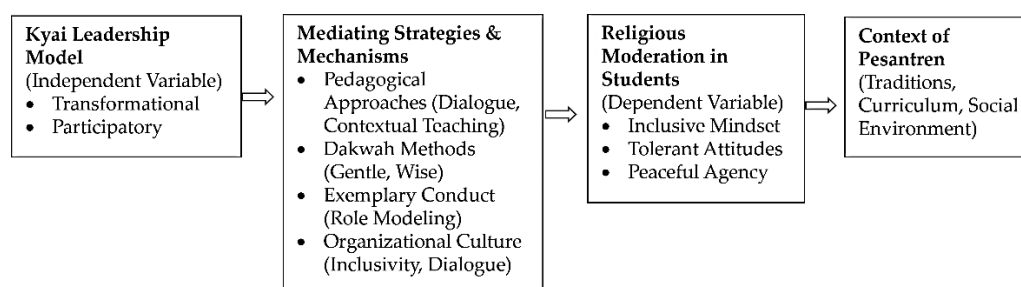 Kyai Leadership
Model
(Independent Variable)
• Transformational
• Participatory
Mediating Strategies &
Mechanisms
• Pedagogical
Approaches (Dialogue,
Contextual Teaching)
• Dakwah Methods
(Gentle, Wise)
• Exemplary Conduct
(Role Modeling)
• Organizational Culture
(Inclusivity, Dialogue)
Religious
Moderation in
Students
(Dependent Variable)
• Inclusive Mindset
• Tolerant Attitudes
• Peaceful Agency
Context of
Pesantren
(Traditions,
Curriculum, Social
Environment)